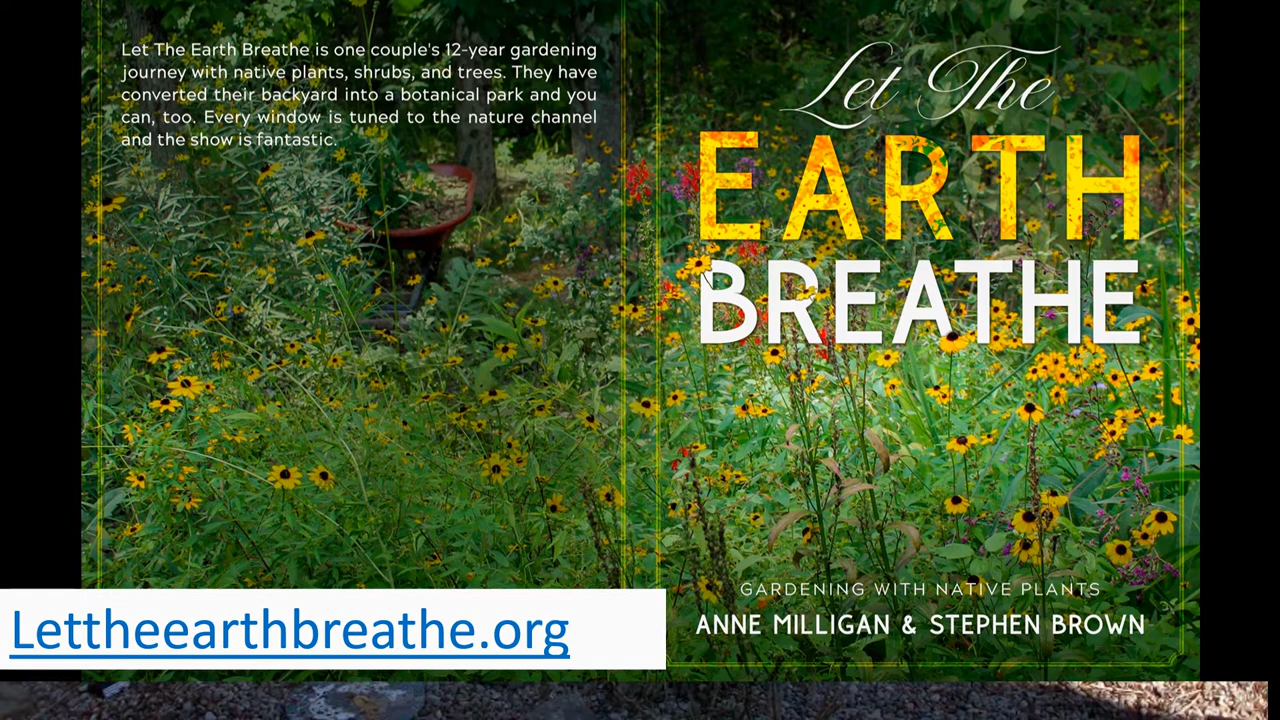 Let The Earth Breathe is one couple's 12-year gardening
journey with native plants, shrubs, and trees. They have
converted their backyard into a botanical park and you
can, too. Every window is tuned to the nature channel
and the show is fantastic.
Let The
EARTH
BREATHE
GARDENING WITH NATIVE PLANTS
ANNE MILLIGAN & STEPHEN BROWN
Lettheearthbreathe.org